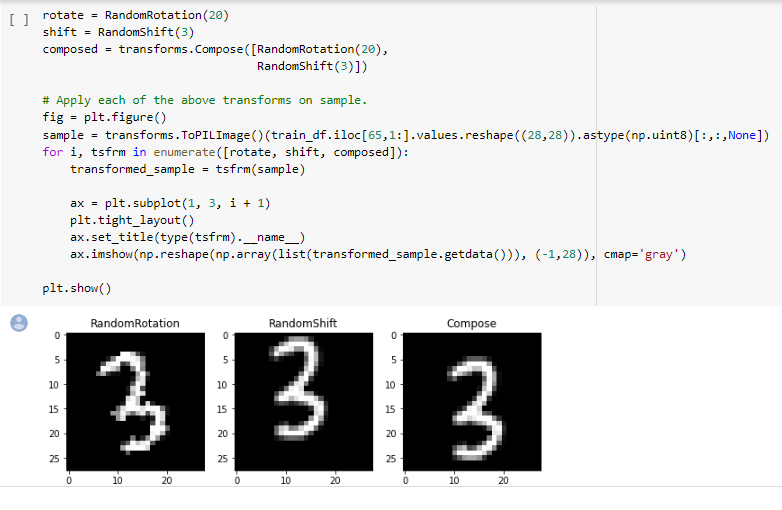 [ ]
rotate = RandomRotation(20)
shift = RandomShift(3)
composed = transforms.Compose([RandomRotation(20),
                               RandomShift(3)])
# Apply each of the above transforms on sample.
fig = plt.figure()
sample = transforms.ToPILImage()(train_df.iloc[65,1:].values.reshape((28,28)).astype(np.uint8)[:,:,None])
for i, tsfrm in enumerate([rotate, shift, composed]):
    transformed_sample = tsfrm(sample)
    ax = plt.subplot(1, 3, i + 1)
    plt.tight_layout()
    ax.set_title(type(tsfrm).__name__)
    ax.imshow(np.reshape(np.array(list(transformed_sample.getdata())), (-1,28)), cmap='gray')
plt.show()
RandomRotation RandomShift Compose
0 0 0
5 5 5
10 10 10
15 15 15
20 20 20
25 25 25
0 10 20 0 10 20 0 10 20
3 3 3